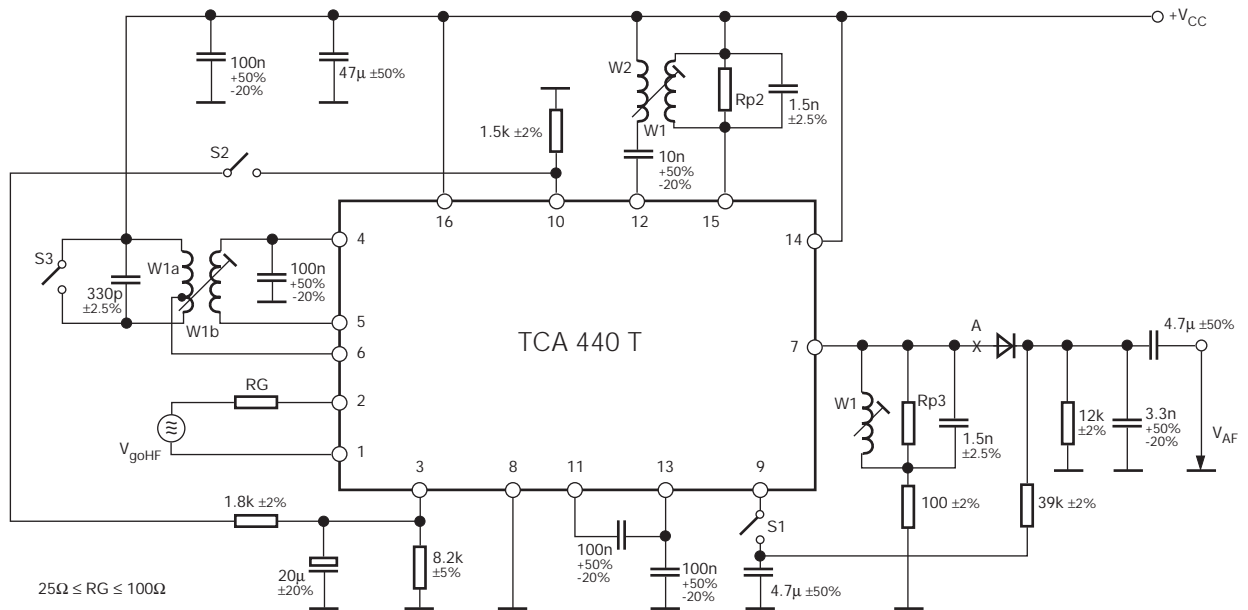 +VCC
100n
+50%
-20%
47µ ±50%
W2
W1
Rp2
1.5n
±2.5%
1.5k ±2%
10n
+50%
-20%
S2
16
10
12
15
14
4
S3
W1a
330p
±2.5%
W1b
100n
+50%
-20%
5
6
TCA 440 T
7
A
X
4.7µ ±50%
RG
2
VgoHF
1
W1
Rp3
1.5n
±2.5%
12k
±2%
3.3n
+50%
-20%
VAF
3
8
11
13
9
1.8k ±2%
S1
100 ±2%
39k ±2%
20µ
±20%
8.2k
±5%
100n
+50%
-20%
100n
+50%
-20%
4.7µ ±50%
25Ω ≤ RG ≤ 100Ω